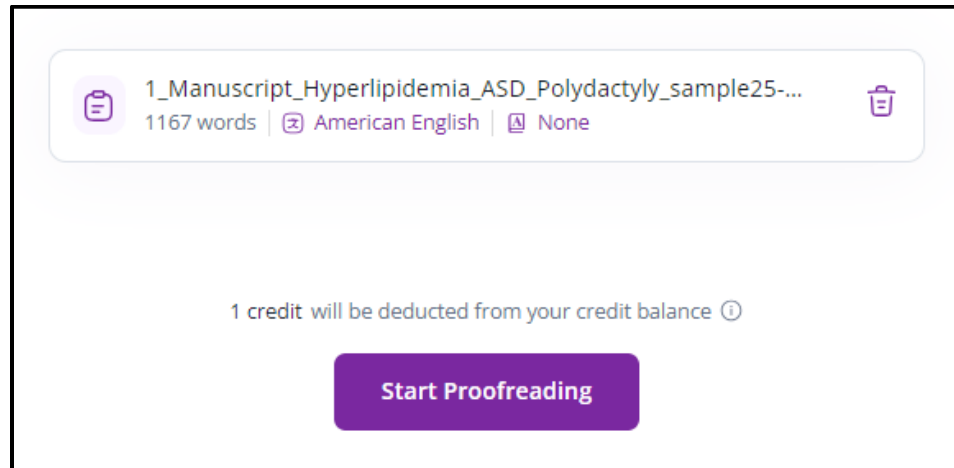 1_Manuscript_Hyperlipidemia_ASD_Polydactyly_sample25-...
1167 words American English None
1 credit will be deducted from your credit balance
Start Proofreading